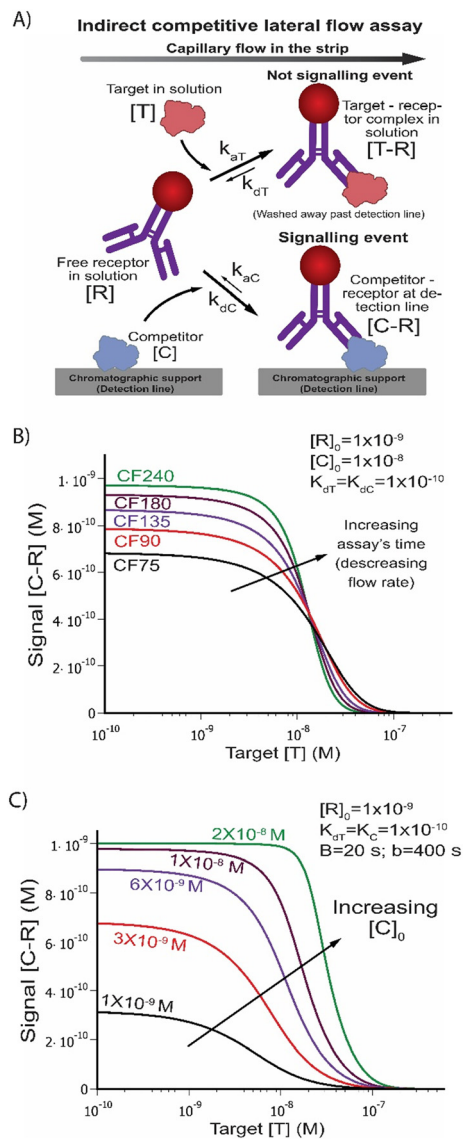 A)
Indirect competitive lateral flow assay
Capillary flow in the strip
Target in solution
[T]
Not signalling event
Target - recep-
tor complex in
solution
[T-R]
kaT
kdT
(Washed away past detection line)
Free receptor
in solution
[R]
Signalling event
kaC
kdC
Competitor -
receptor at de-
tection line
[C-R]
Competitor
[C]
Chromatographic support
(Detection line)
Chromatographic support
(Detection line)
B)
[R]0=1x10-9
[C]0=1x10-8
KdT=KdC=1x10-10
Signal [C-R] (M)
1· 10-9
8·10-10
6·10-10
4·10-10
2·10-10
0
CF240
CF180
CF135
CF90
CF75
Increasing
assay's time
(descreasing
flow rate)
10-10
10-9
10-8
10-7
Target [T] (M)
C)
[R]0=1x10-9
KdT=KC=1x10-10
B=20 s; b=400 s
Signal [C-R] (M)
1· 10-9
8·10-10
6·10-10
4·10-10
2·10-10
0
2X10-8 M
1X10-8 M
6X10-9 M
3X10-9 M
1X10-9 M
Increasing
[C]0
10-10
10-9
10-8
10-7
Target [T] (M)